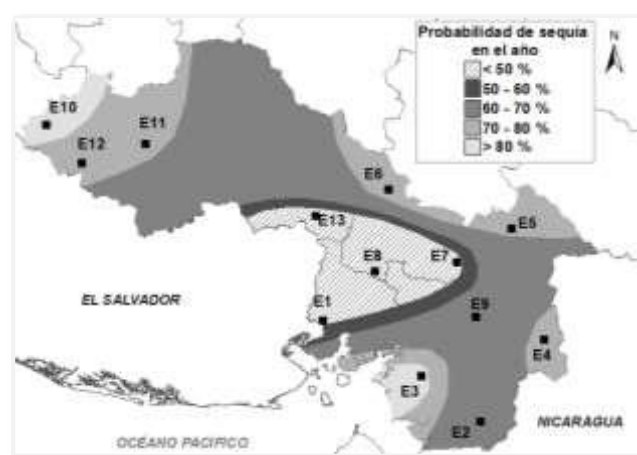 Probabilidad de sequía
en el año
N
< 50 %
50 - 60 %
60 - 70 %
70 - 80 %
> 80 %
E10
E11
E12
E6
E5
E13
E8
E7
EL SALVADOR
E1
E9
E4
E3
E2
NICARAGUA
OCEANO PACIFICO